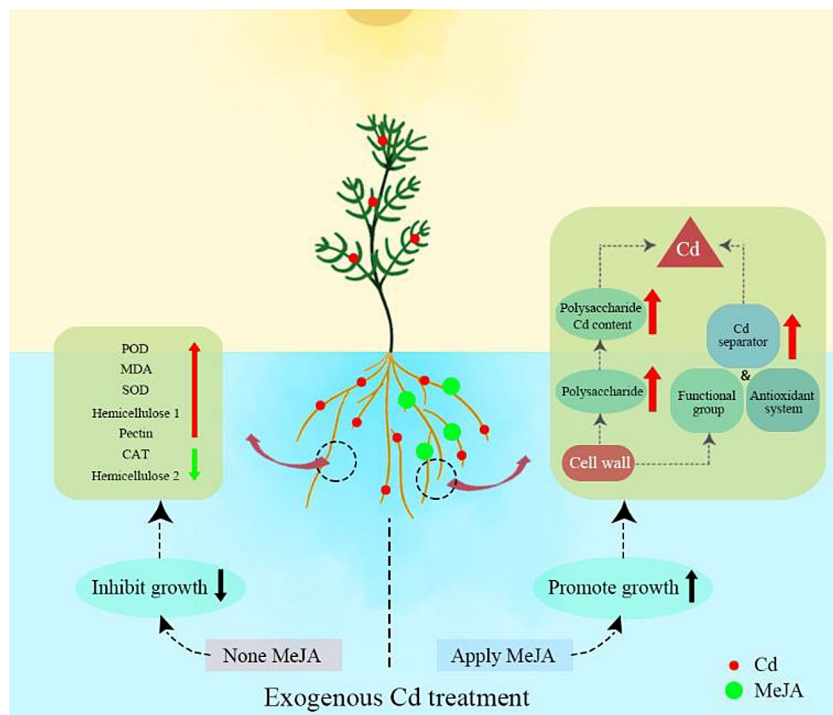 POD
MDA
SOD
Hemicellulose 1
Pectin
CAT
Hemicellulose 2
Inhibit growth
None MeJA
Cd
Polysaccharide
Cd content
Cd
separator
&
Polysaccharide
Functional
group
Antioxidant
system
Cell wall
Promote growth
Apply MeJA
Cd
MeJA
Exogenous Cd treatment